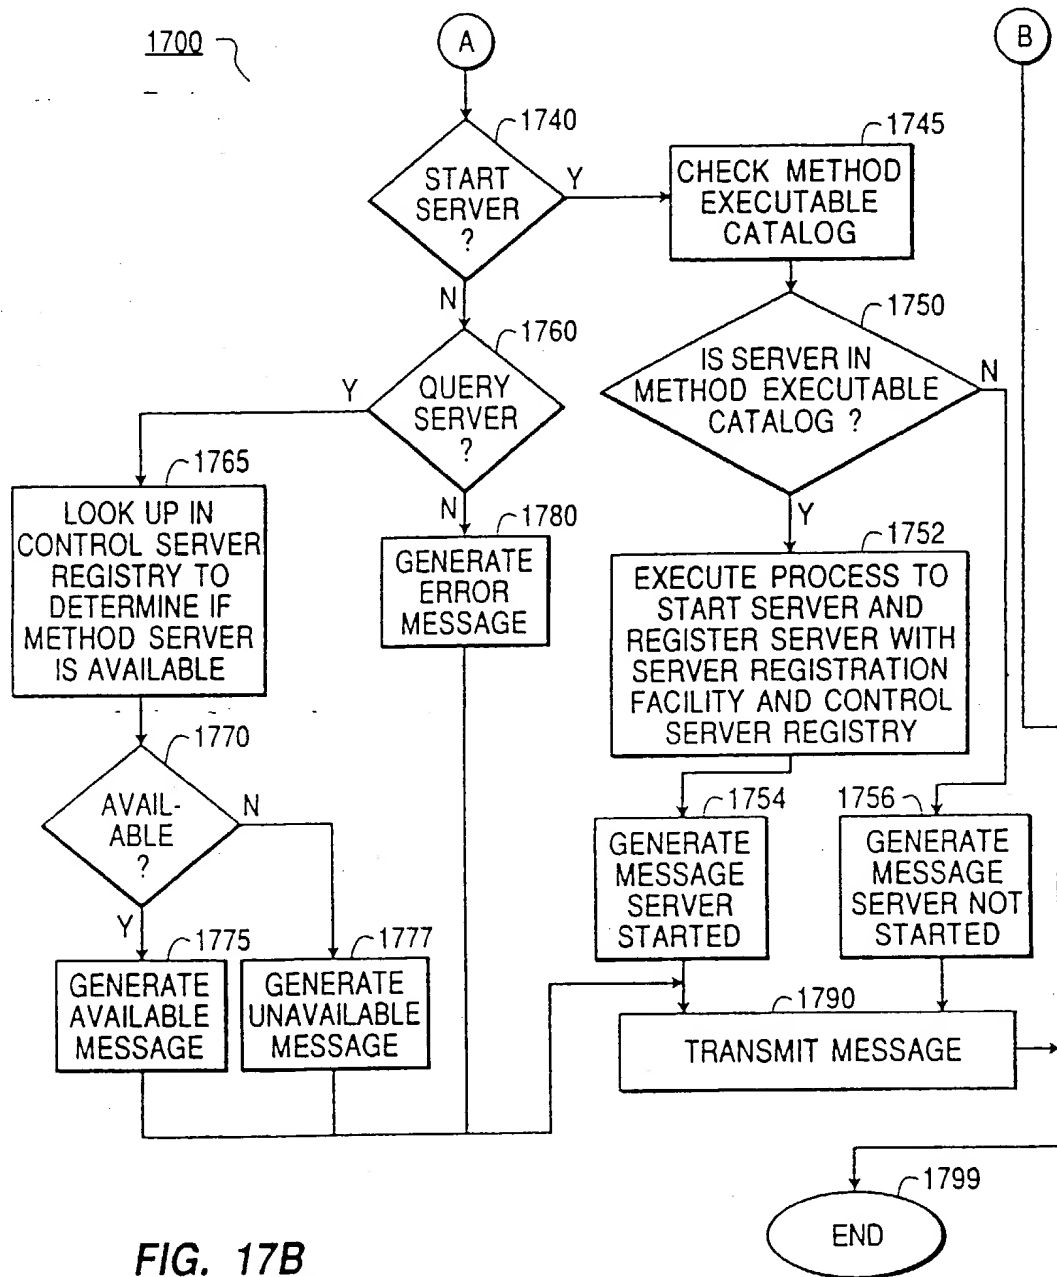 1700
A
B
1740
START
SERVER
?
Y
N
1745
CHECK METHOD
EXECUTABLE
CATALOG
1750
IS SERVER IN
METHOD EXECUTABLE
CATALOG ?
N
Y
1760
QUERY
SERVER
?
Y
N
1765
LOOK UP IN
CONTROL SERVER
REGISTRY TO
DETERMINE IF
METHOD SERVER
IS AVAILABLE
1780
GENERATE
ERROR
MESSAGE
1752
EXECUTE PROCESS TO
START SERVER AND
REGISTER SERVER WITH
SERVER REGISTRATION
FACILITY AND CONTROL
SERVER REGISTRY
1770
AVAIL-
ABLE
?
N
Y
1754
GENERATE
MESSAGE
SERVER
STARTED
1756
GENERATE
MESSAGE
SERVER NOT
STARTED
1775
GENERATE
AVAILABLE
MESSAGE
1777
GENERATE
UNAVAILABLE
MESSAGE
1790
TRANSMIT MESSAGE
1799
END
FIG. 17B